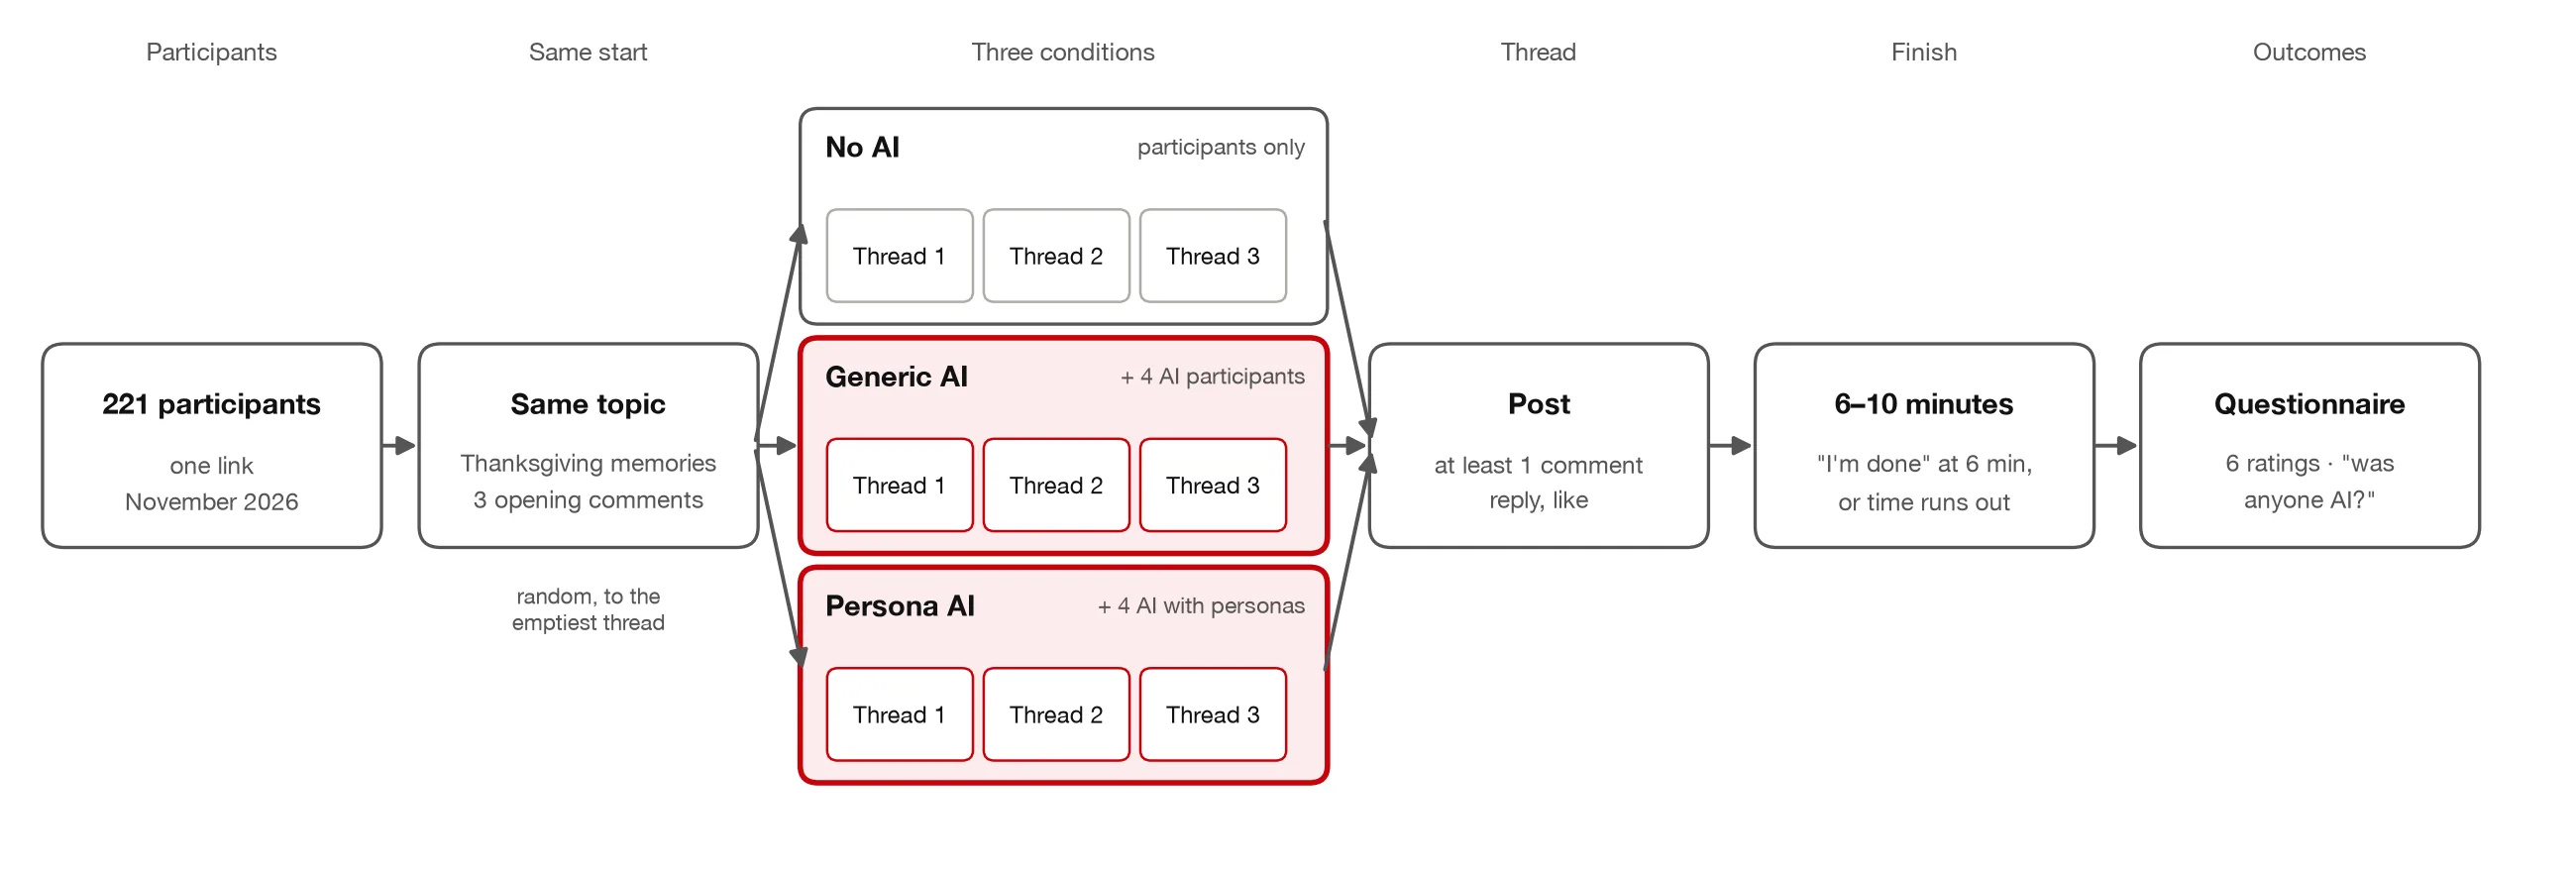 Participants
Same start
Three conditions
Thread
Finish
Outcomes
221 participants
one link
November 2026
Same topic
Thanksgiving memories
3 opening comments
random, to the
emptiest thread
No AI
participants only
Thread 1
Thread 2
Thread 3
Generic AI
+ 4 AI participants
Thread 1
Thread 2
Thread 3
Persona AI
+ 4 AI with personas
Thread 1
Thread 2
Thread 3
Post
at least 1 comment
reply, like
6–10 minutes
"I'm done" at 6 min,
or time runs out
Questionnaire
6 ratings · "was
anyone AI?"